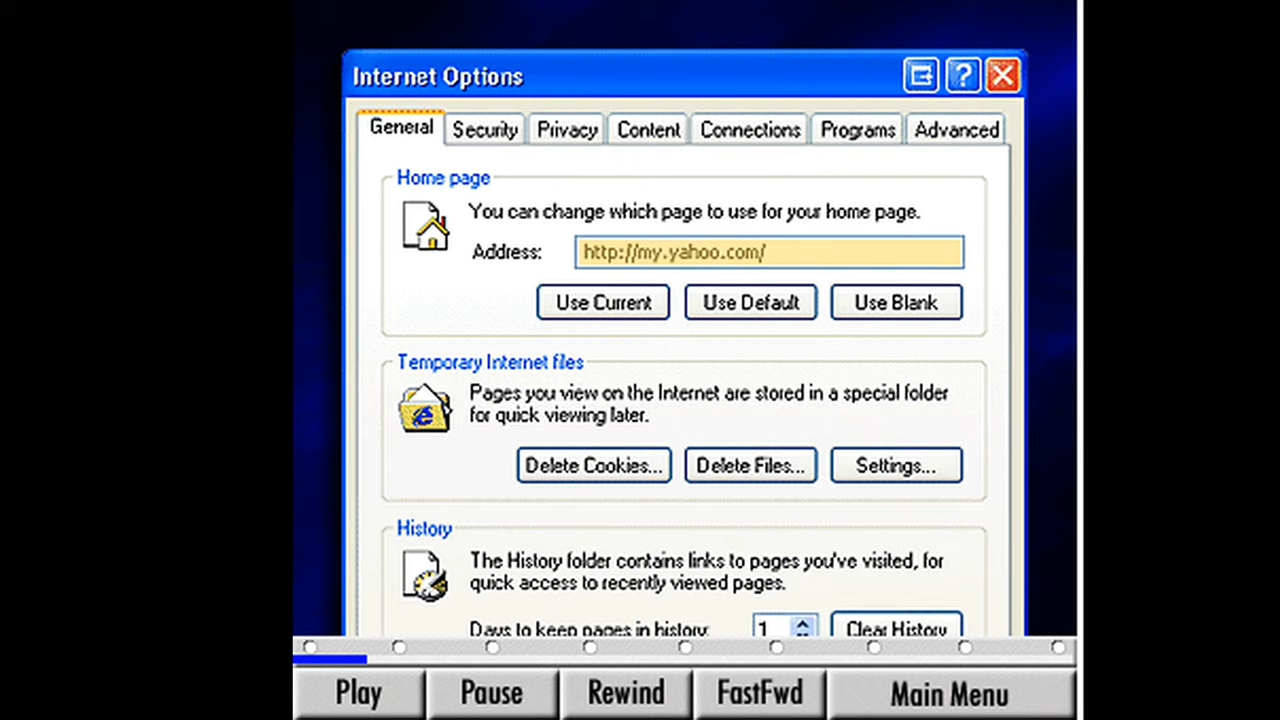 Internet Options
General Security Privacy Content Connections Programs Advanced
Home page
You can change which page to use for your home page.
Address: http://my.yahoo.com/
Use Current Use Default Use Blank
Temporary Internet files
Pages you view on the Internet are stored in a special folder
for quick viewing later.
Delete Cookies... Delete Files... Settings...
History
The History folder contains links to pages you've visited, for
quick access to recently viewed pages.
Days to keep pages in history: 1 Clear History
Play Pause Rewind FastFwd Main Menu